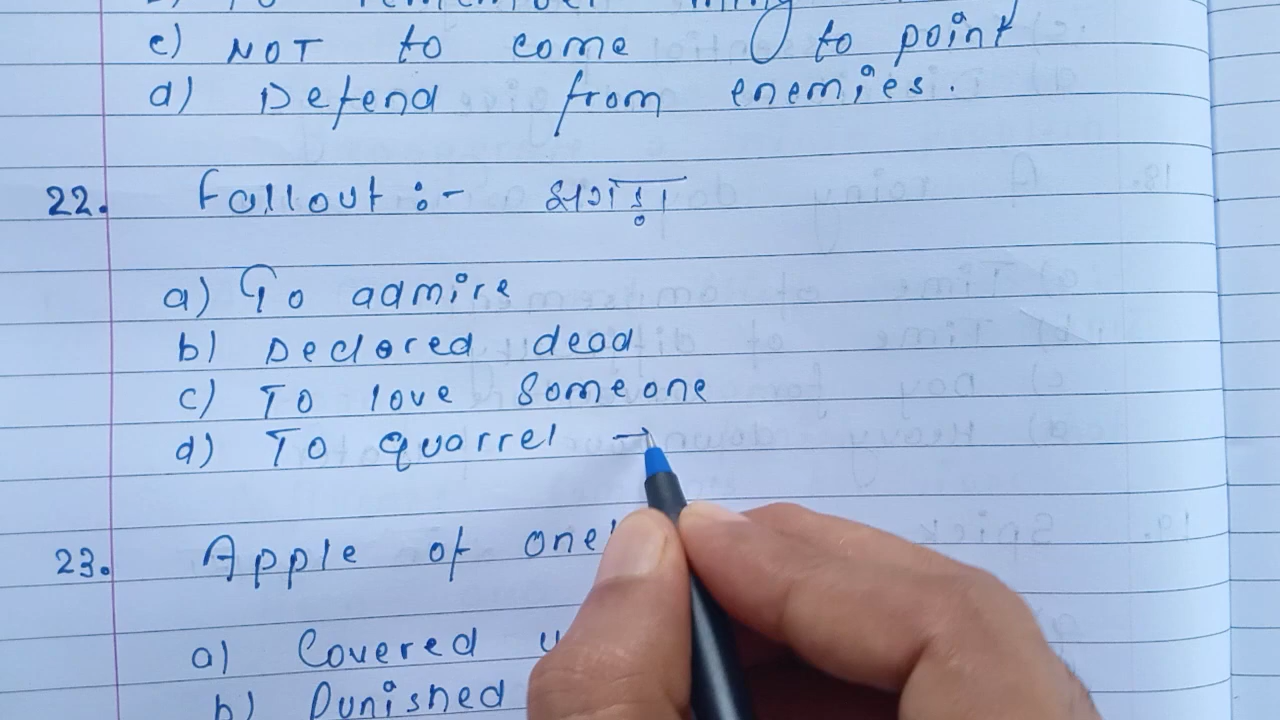 c) NOT to come to point
d) Defend from enemies.
22. Fallout :- झगड़ा
a) To admire
b) Declared dead
c) To love someone
d) To quarrel →
23. Apple of one'
a) Covered
b) Punished